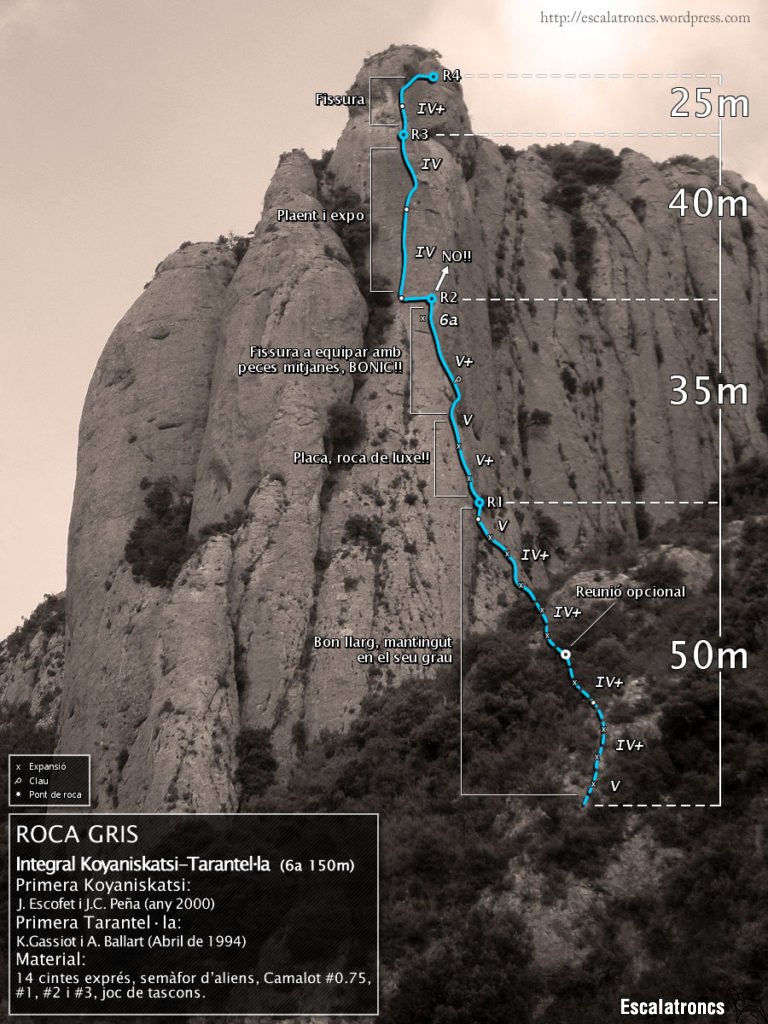 http://escalatroncs.wordpress.com
R4
25m
Fissura
IV+
R3
IV
40m
Plaent i expo
IV
NO!!
R2
6a
Fissura a equipar amb
peces mitjanes, BONIC!!
V+
35m
V
Placa, roca de luxe!!
V+
R1
V
IV+
Reunió opcional
IV+
Bon llarg, mantingut
en el seu grau
50m
IV+
IV+
V
x Expansió
Clau
Pont de roca
ROCA GRIS
Integral Koyaniskatsi-Tarantel·la (6a 150m)
Primera Koyaniskatsi:
J. Escofet i J.C. Peña (any 2000)
Primera Tarantel·la:
K.Gassiot i A. Ballart (Abril de 1994)
Material:
14 cintes exprés, semàfor d'aliens, Camalot #0.75,
#1, #2 i #3, joc de tascons.
Escalatroncs